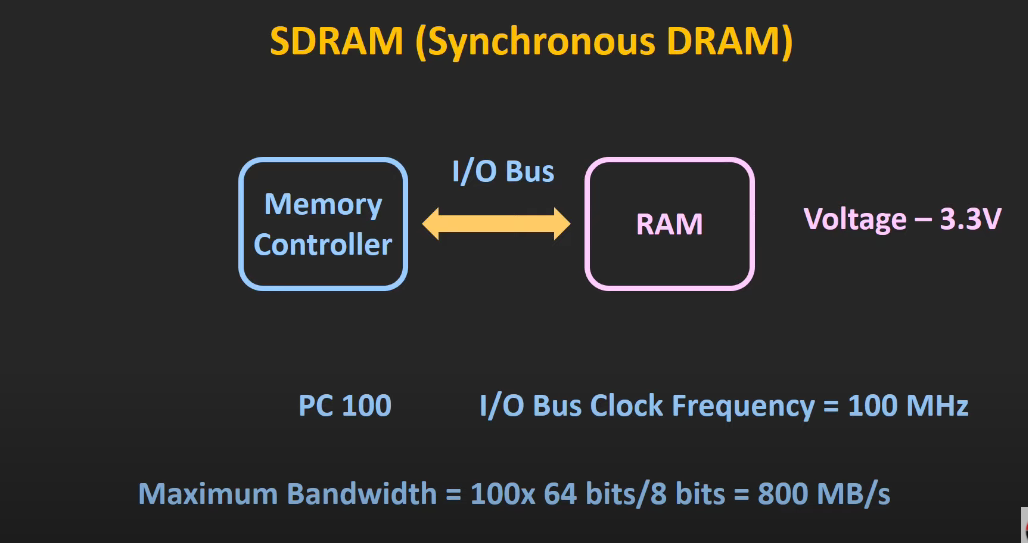 SDRAM (Synchronous DRAM)
I/O Bus
Memory
Controller
RAM
Voltage – 3.3V
PC 100
I/O Bus Clock Frequency = 100 MHz
Maximum Bandwidth = 100x 64 bits/8 bits = 800 MB/s